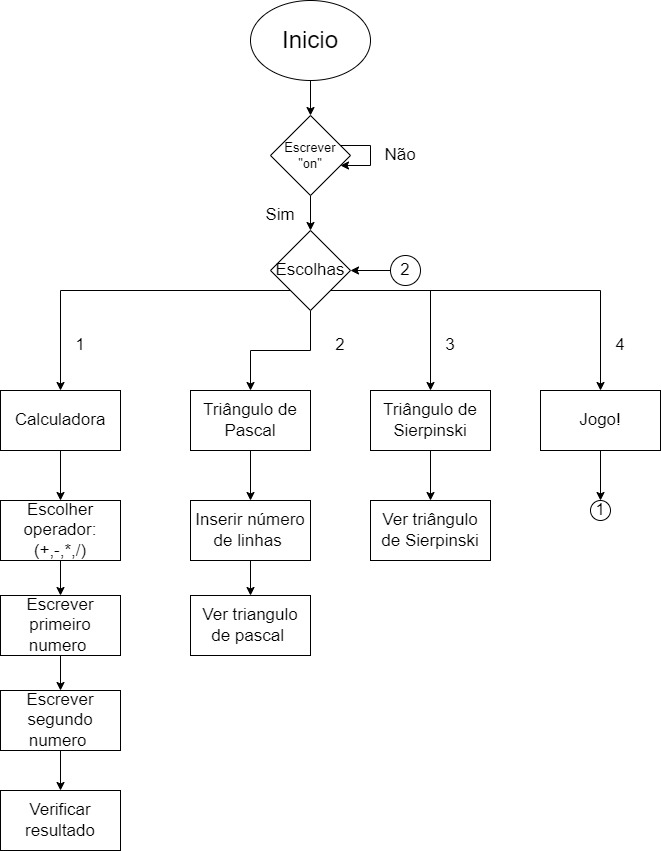 Inicio
Escrever
"on"
Não
Sim
Escolhas
2
1
2
3
4
Calculadora
Triângulo de
Pascal
Triângulo de
Sierpinski
Jogo!
Escolher
operador:
(+,-,*,/)
Inserir número
de linhas
Ver triângulo
de Sierpinski
1
Escrever
primeiro
numero
Ver triangulo
de pascal
Escrever
segundo
numero
Verificar
resultado